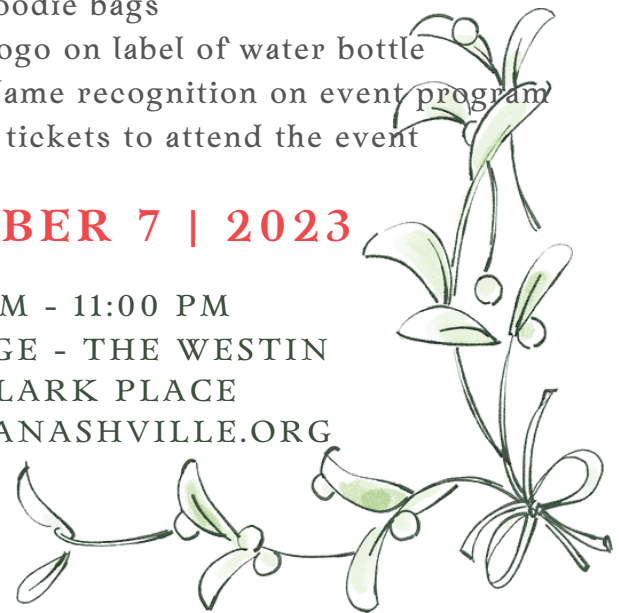 oodie bags
ogo on label of water bottle
ame recognition on event program
tickets to attend the event
BER 7 | 2023
M - 11:00 PM
GE - THE WESTIN
LARK PLACE
ANASHVILLE.ORG